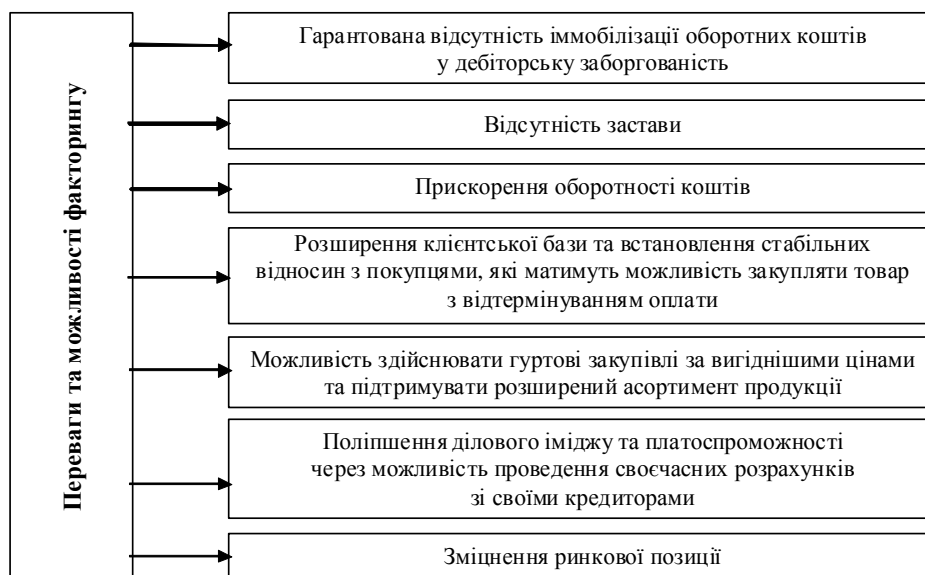 Переваги та можливості факторингу
Гарантована відсутність іммобілізації оборотних коштів
у дебіторську заборгованість
Відсутність застави
Прискорення оборотності коштів
Розширення клієнтської бази та встановлення стабільних
відносин з покупцями, які матимуть можливість закупляти товар
з відтермінуванням оплати
Можливість здійснювати гуртові закупівлі за вигіднішими цінами
та підтримувати розширений асортимент продукції
Поліпшення ділового іміджу та платоспроможності
через можливість проведення своєчасних розрахунків
зі своїми кредиторами
Зміцнення ринкової позиції